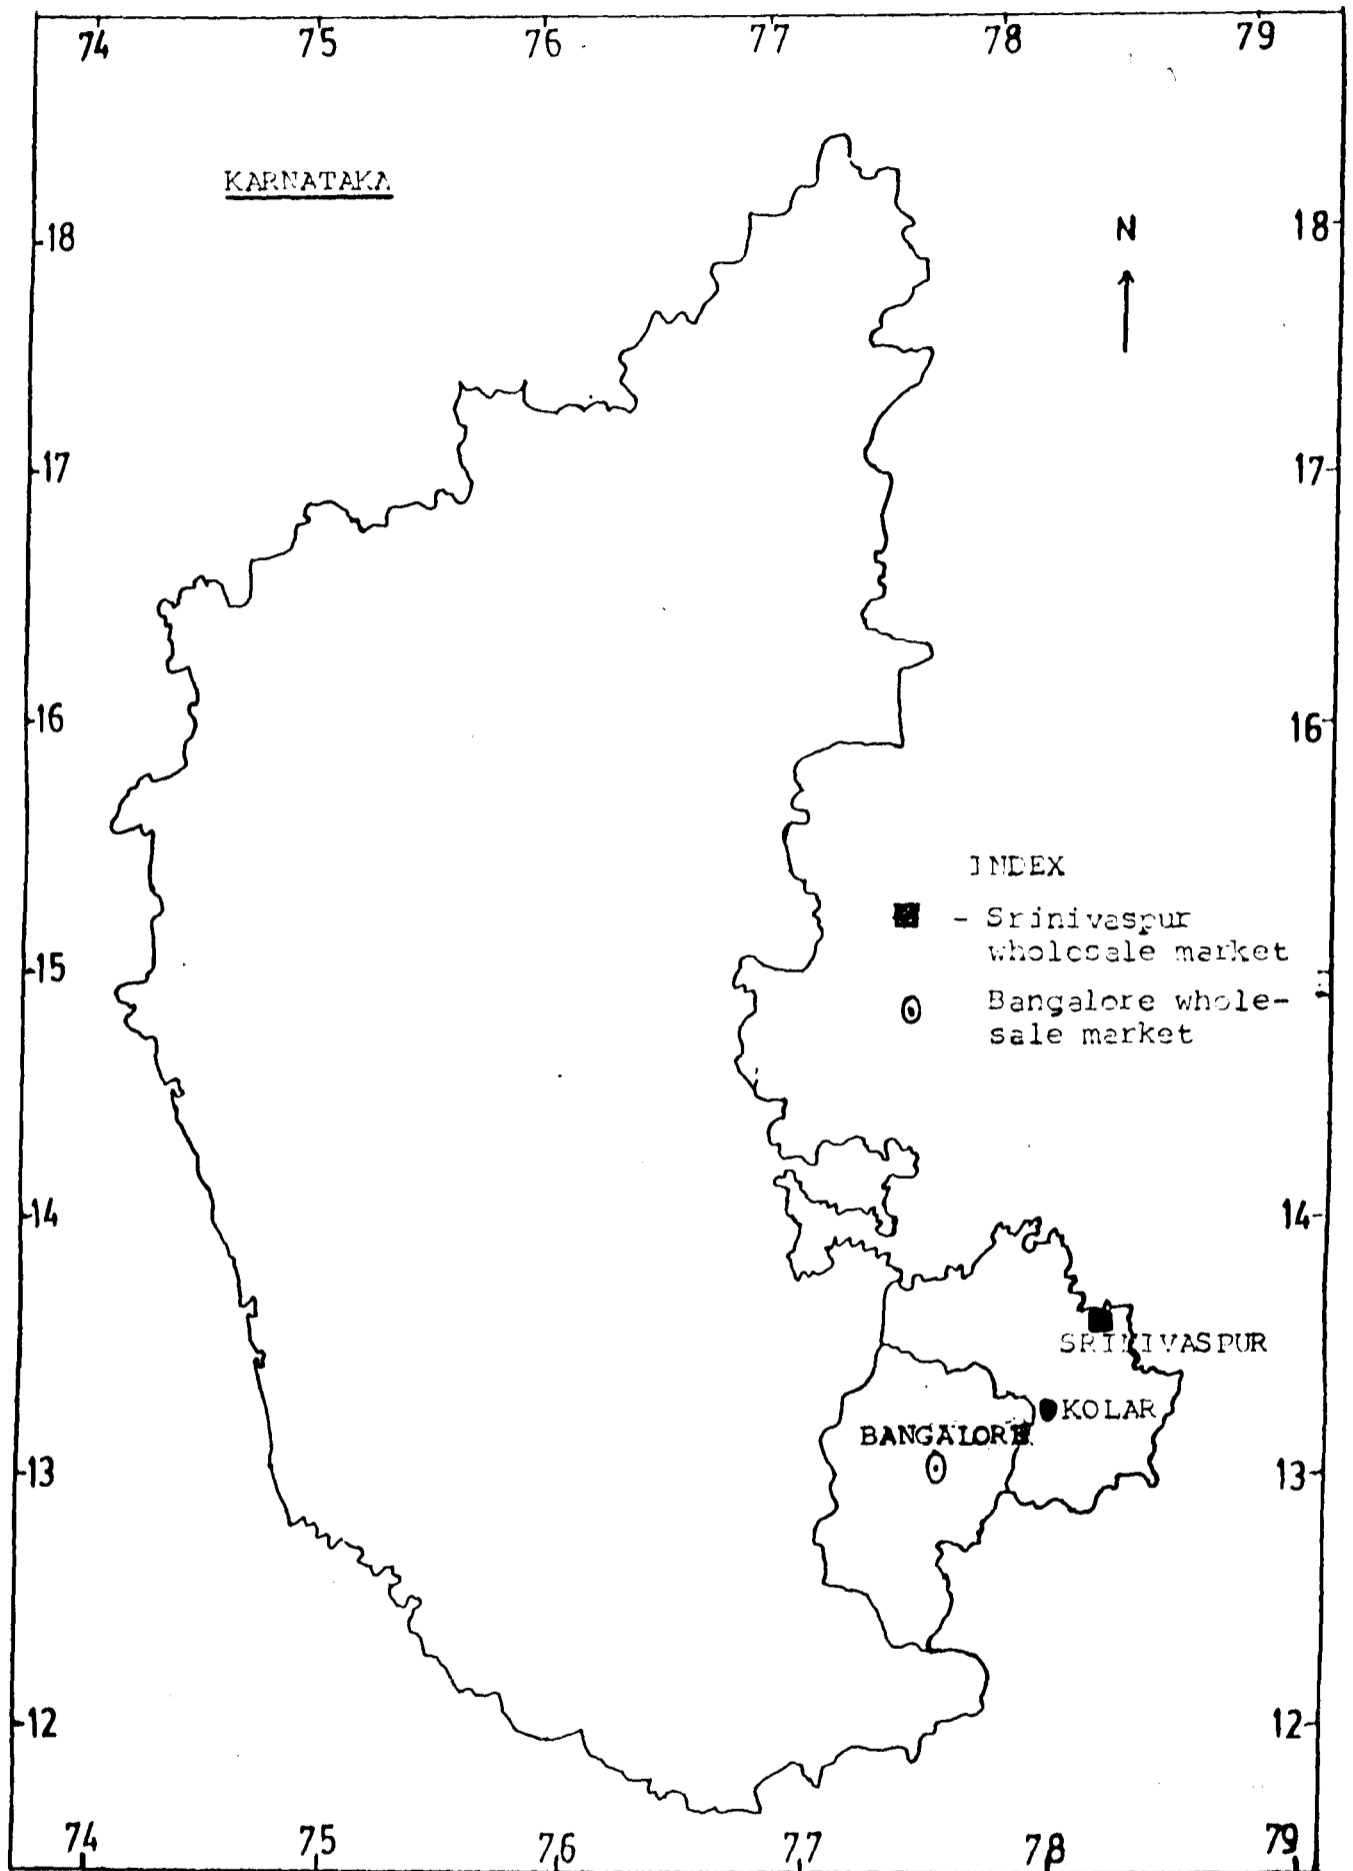 74 75 76 77 78 79
KARNATAKA
18 18
N
17 17
16 16
INDEX
- Srinivaspur
wholesale market
15
Bangalore whole-
sale market
14 14
SRINIVASPUR
KOLAR
BANGALORE
13 13
12 12
74 75 76 77 78 79